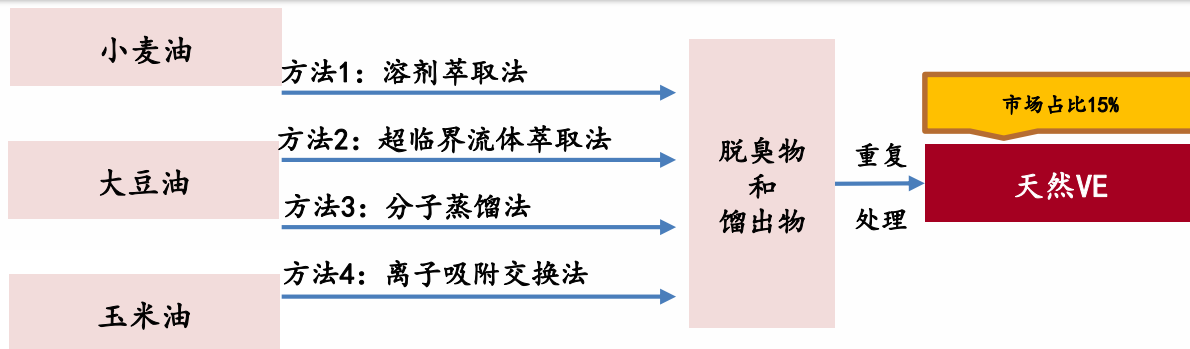 小麦油
大豆油
玉米油
方法1：溶剂萃取法
方法2：超临界流体萃取法
方法3：分子蒸馏法
方法4：离子吸附交换法
脱臭物
和
馏出物
重复
处理
市场占比15%
天然VE